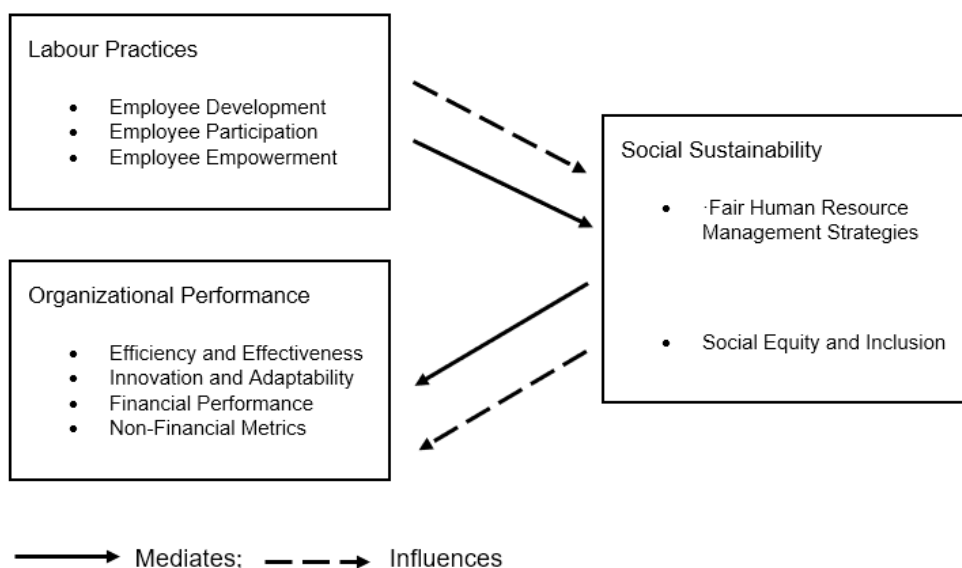 Labour Practices
• Employee Development
• Employee Participation
• Employee Empowerment
Social Sustainability
• ·Fair Human Resource
Management Strategies
• Social Equity and Inclusion
Organizational Performance
• Efficiency and Effectiveness
• Innovation and Adaptability
• Financial Performance
• Non-Financial Metrics
Mediates; Influences